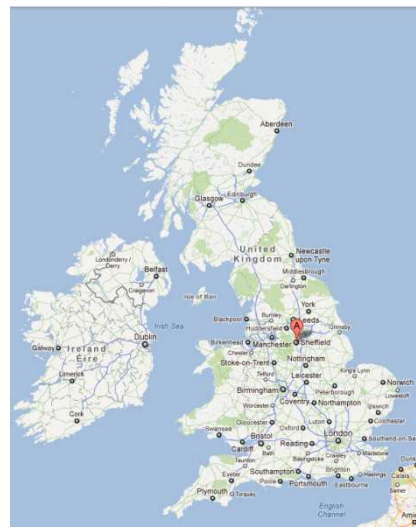 Aberdeen
Dundee
Glasgow
Edinburgh
United
Kingdom
Newcastle
upon Tyne
Londonderry /
Derry
Belfast
Craigavon
Middlesbrough
Darlington
Isle of Man
York
Irish Sea
Blackpool
Burnley
Leeds
Huddersfield
Grimsby
A
Dublin
Galway
Ireland
Éire
Birkenhead
Manchester
Sheffield
Chester
Stoke-on-Trent
Nottingham
Limerick
Telford
Leicester
King's Lynn
Norwich
Birmingham
Peterborough
Lowestoft
Coventry
Northampton
Cork
Worcester
Ipswich
Gloucester
Luton
Colchester
Swansea
Oxford
Cardiff
Bristol
Reading
London
Southend-on-Sea
Bath
Basingstoke
Crawley
Maidstone
Taunton
Southampton
Brighton
Hastings
Calais
Exeter
Poole
Portsmouth
Eastbourne
Plymouth
Torquay
English
Channel